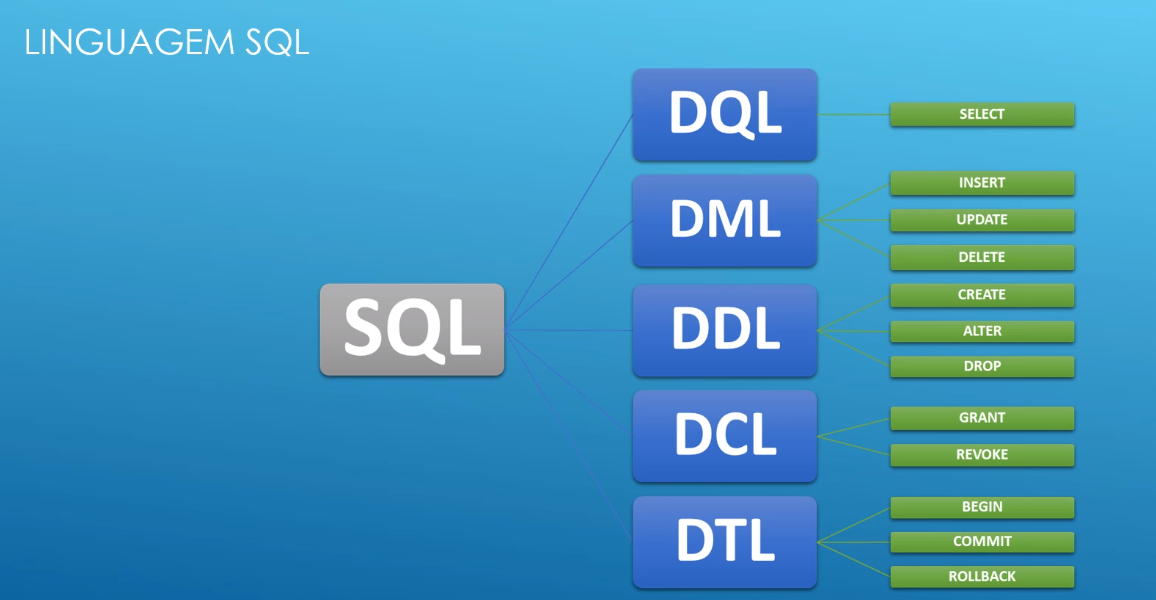 LINGUAGEM SQL
SQL
DQL
SELECT
DML
INSERT
UPDATE
DELETE
DDL
CREATE
ALTER
DROP
DCL
GRANT
REVOKE
DTL
BEGIN
COMMIT
ROLLBACK